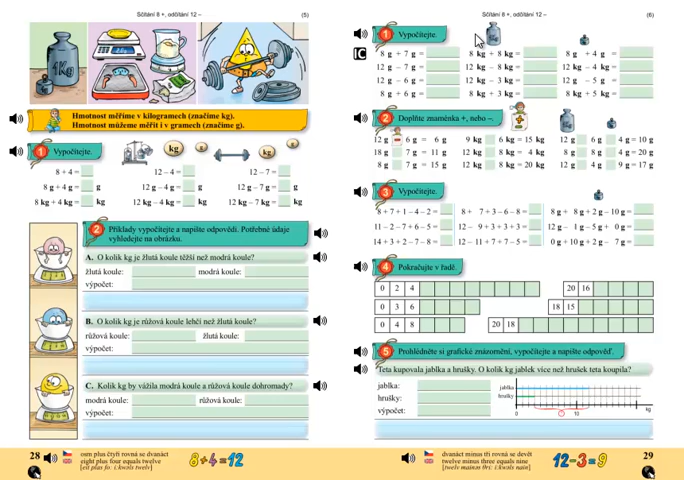 Sčítání 8 +, odčítání 12 –
(5)
1 Kg
Hmotnost měříme v kilogramech (značíme kg).
Hmotnost můžeme měřit i v gramech (značíme g).
1 Vypočítejte.
kg
g
kg
g
8 + 4 =
12 – 4 =
12 – 7 =
8 g + 4 g = g
12 g – 4 g = g
12 g – 7 g = g
8 kg + 4 kg = kg
12 kg – 4 kg = kg
12 kg – 7 kg = kg
2 Příklady vypočítejte a napište odpovědi. Potřebné údaje
vyhledejte na obrázku.
A. O kolik kg je žlutá koule těžší než modrá koule?
žlutá koule: modrá koule:
výpočet:
B. O kolik kg je růžová koule lehčí než žlutá koule?
růžová koule: žlutá koule:
výpočet:
C. Kolik kg by vážila modrá koule a růžová koule dohromady?
modrá koule: růžová koule:
výpočet:
28
osm plus čtyři rovná se dvanáct
eight plus four equals twelve
8+4=12
Sčítání 8 +, odčítání 12 –
(6)
1 Vypočítejte.
8 g + 7 g =
8 kg + 8 kg =
8 g + 4 g =
12 g – 7 g =
12 kg – 8 kg =
12 kg – 4 kg =
12 g – 6 g =
12 kg – 3 kg =
12 g – 5 g =
8 g + 6 g =
8 kg + 3 kg =
8 kg + 5 kg =
2 Doplňte znaménka +, nebo –.
12 g – 6 g = 6 g
9 kg 6 kg = 15 kg
12 g 6 g 4 g = 10 g
18 g 7 g = 11 g
12 kg 8 kg = 4 kg
8 g 8 g 4 g = 20 g
8 g 7 g = 15 g
12 kg 8 kg = 20 kg
12 g 4 g 9 g = 17 g
3 Vypočítejte.
8 + 7 + 1 – 4 – 2 =
8 + 7 + 3 – 6 – 8 =
8 g + 8 g + 2 g – 10 g =
11 – 2 – 7 + 6 – 5 =
12 – 9 + 3 + 3 + 3 =
12 g – 1 g – 5 g + 0 g =
14 + 3 + 2 – 7 – 8 =
12 – 11 + 7 + 7 – 5 =
0 g + 10 g + 2 g – 7 g =
4 Pokračujte v řadě.
0 2 4
20 16
0 3 6
18 15
0 4 8
20 18
5 Prohlédněte si grafické znázornění, vypočítejte a napište odpověď.
Teta kupovala jablka a hrušky. O kolik kg jablek více než hrušek teta koupila?
jablka:
hrušky:
výpočet:
jablka
hrušky
0 10 kg
?
dvanáct minus tři rovná se devět
twelve minus three equals nine
12–3=9
29